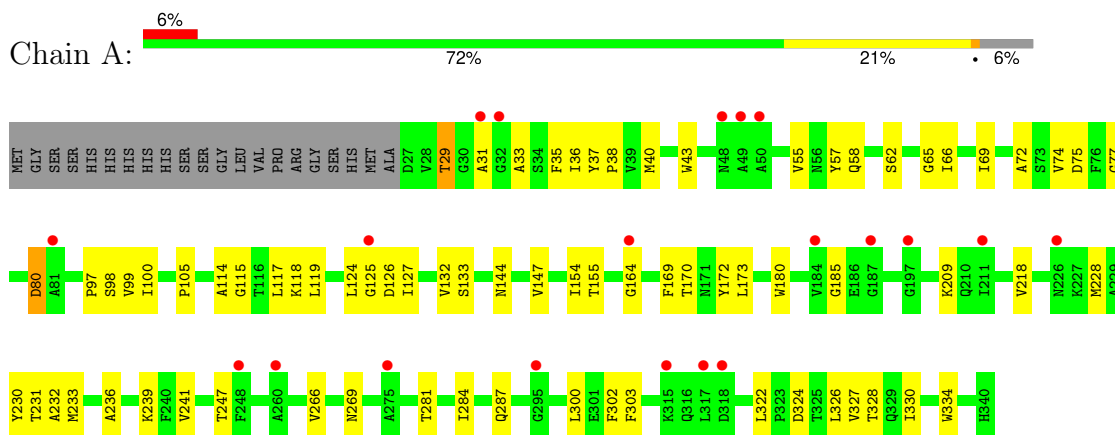 6%
Chain A:
72% 21% • 6%
MET GLY SER SER HIS HIS HIS HIS HIS HIS SER SER GLY LEU VAL PRO ARG GLY SER HIS MET ALA D27 V28 T29 G30 A31 G32 A33 S34 F35 I36 Y37 P38 V39 M40 W43 N48 A49 A50 V55 N56 Y57 Q58 S62 G65 I66 I69 A72 S73 V74 D75 F76 G77
D80 A81 P97 S98 V99 I100 P105 A114 G115 T116 L117 K118 L119 L124 G125 D126 I127 V132 S133 N144 V147 I154 T155 G164 F169 T170 N171 Y172 L173 W180 V184 G185 E186 G187 G197 K209 Q210 I211 V218 N226 K227 M228 A229
Y230 T231 A232 M233 A236 K239 F240 V241 T247 F248 A260 V266 N269 A275 T281 I284 Q287 G295 L300 E301 F302 F303 K315 Q316 L317 D318 L322 P323 D324 T325 L326 V327 T328 Q329 I330 W334 H340